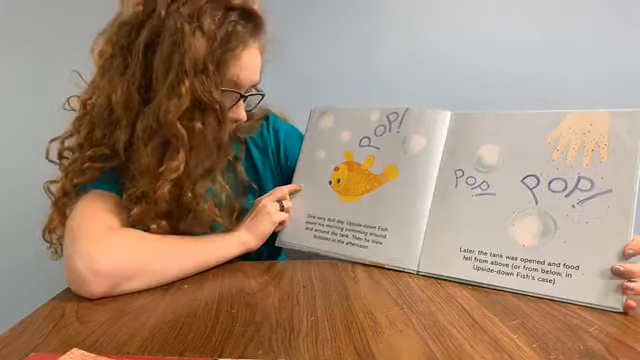 POP!
One very dull day, Upside-down Fish
spent the morning swimming around
and around the tank. Then he blew
bubbles in the afternoon.
POP
POP!
Later, the tank was opened and food
fell from above (or from below, in
Upside-down Fish's case).